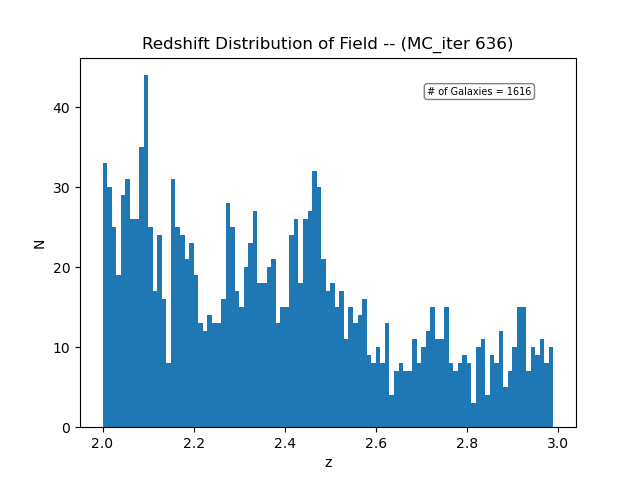 Redshift Distribution of Field -- (MC_iter 636)
# of Galaxies = 1616
40
30
20
10
0
N
2.0 2.2 2.4 2.6 2.8 3.0
z